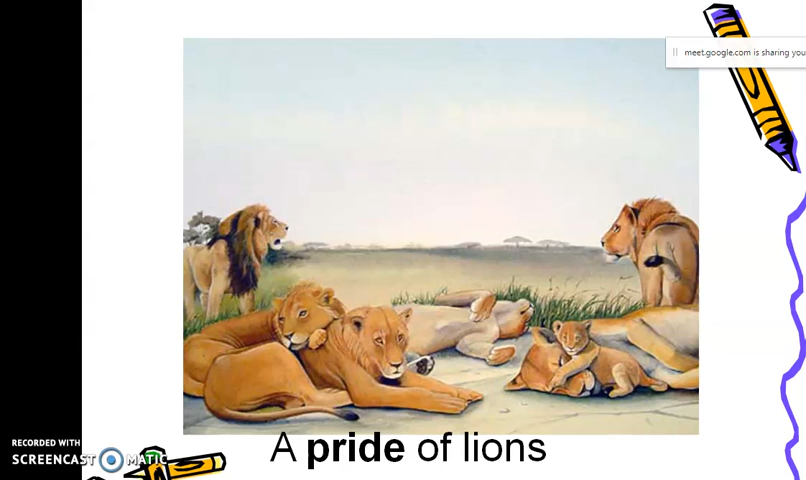 meet.google.com is sharing you
A pride of lions
RECORDED WITH
SCREENCAST MATIC